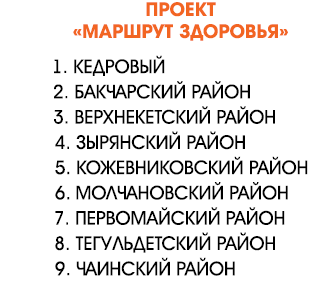 ПРОЕКТ
«МАРШРУТ ЗДОРОВЬЯ»
1. КЕДРОВЫЙ
2. БАКЧАРСКИЙ РАЙОН
3. ВЕРХНЕКЕТСКИЙ РАЙОН
4. ЗЫРЯНСКИЙ РАЙОН
5. КОЖЕВНИКОВСКИЙ РАЙОН
6. МОЛЧАНОВСКИЙ РАЙОН
7. ПЕРВОМАЙСКИЙ РАЙОН
8. ТЕГУЛЬДЕТСКИЙ РАЙОН
9. ЧАИНСКИЙ РАЙОН